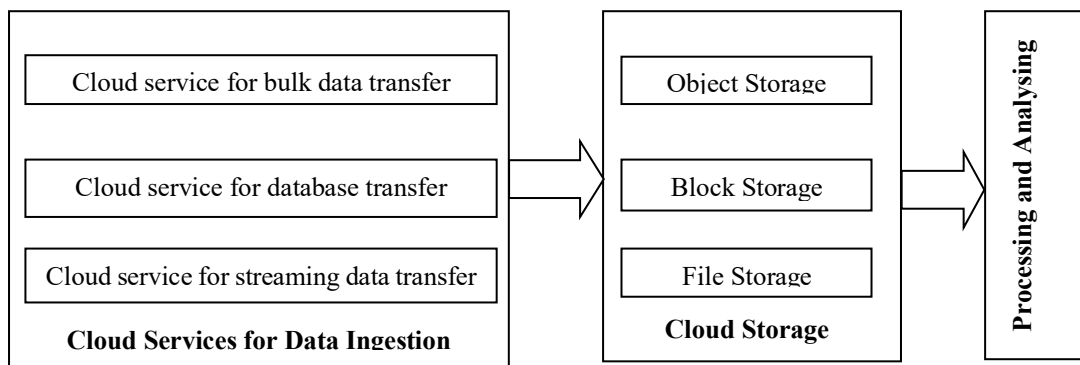 Cloud service for bulk data transfer
Cloud service for database transfer
Cloud service for streaming data transfer
Cloud Services for Data Ingestion
Object Storage
Block Storage
File Storage
Cloud Storage
Processing and Analysing